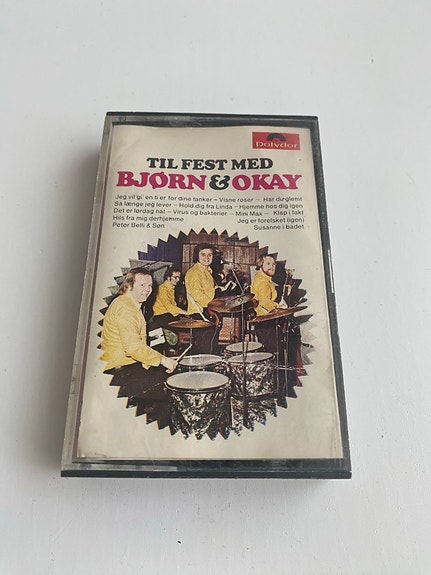 Polydor
TIL FEST MED
BJØRN & OKAY
Jeg vil gi' en ti'er for dine tanker – Visne roser – Har du glemt
Så længe jeg lever – Hold dig fra Linda – Hjemme hos dig igen
Det er lørdag nat – Virus og bakterier – Mini Max – Klap i takt
Hils fra mig derhjemme Jeg er forelsket (igen)
Peter Belli & Søn Susanne i badet